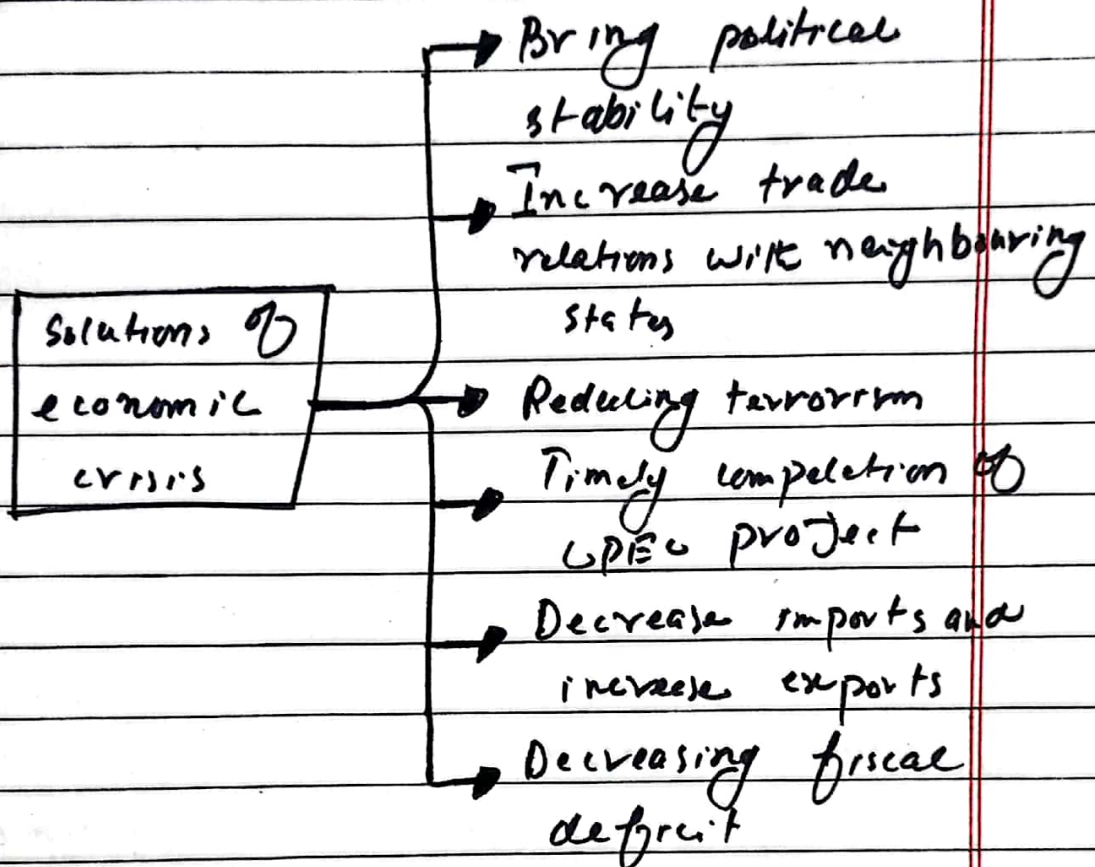 Bring political
stability
Increase trade
relations with neighbouring
states
Solutions of
economic
crisis
Reducing terrorism
Timely compeletion of
CPEC project
Decrease imports and
increase exports
Decreasing fiscal
deficit